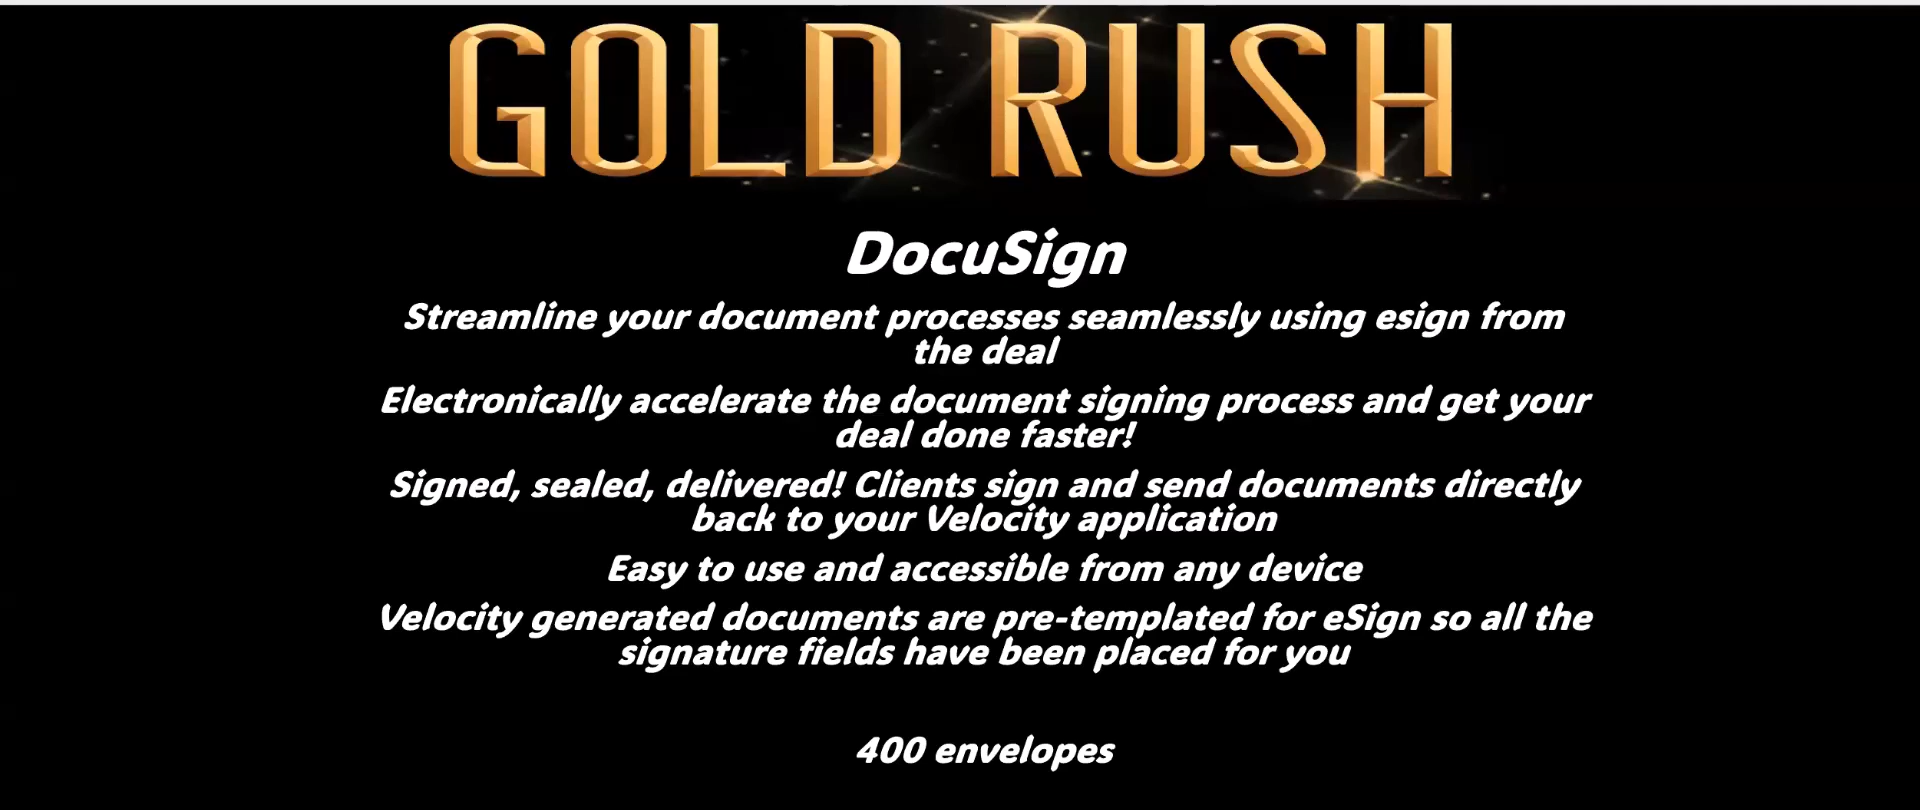 GOLD RUSH
DocuSign
Streamline your document processes seamlessly using esign from
the deal
Electronically accelerate the document signing process and get your
deal done faster!
Signed, sealed, delivered! Clients sign and send documents directly
back to your Velocity application
Easy to use and accessible from any device
Velocity generated documents are pre-templated for eSign so all the
signature fields have been placed for you
400 envelopes